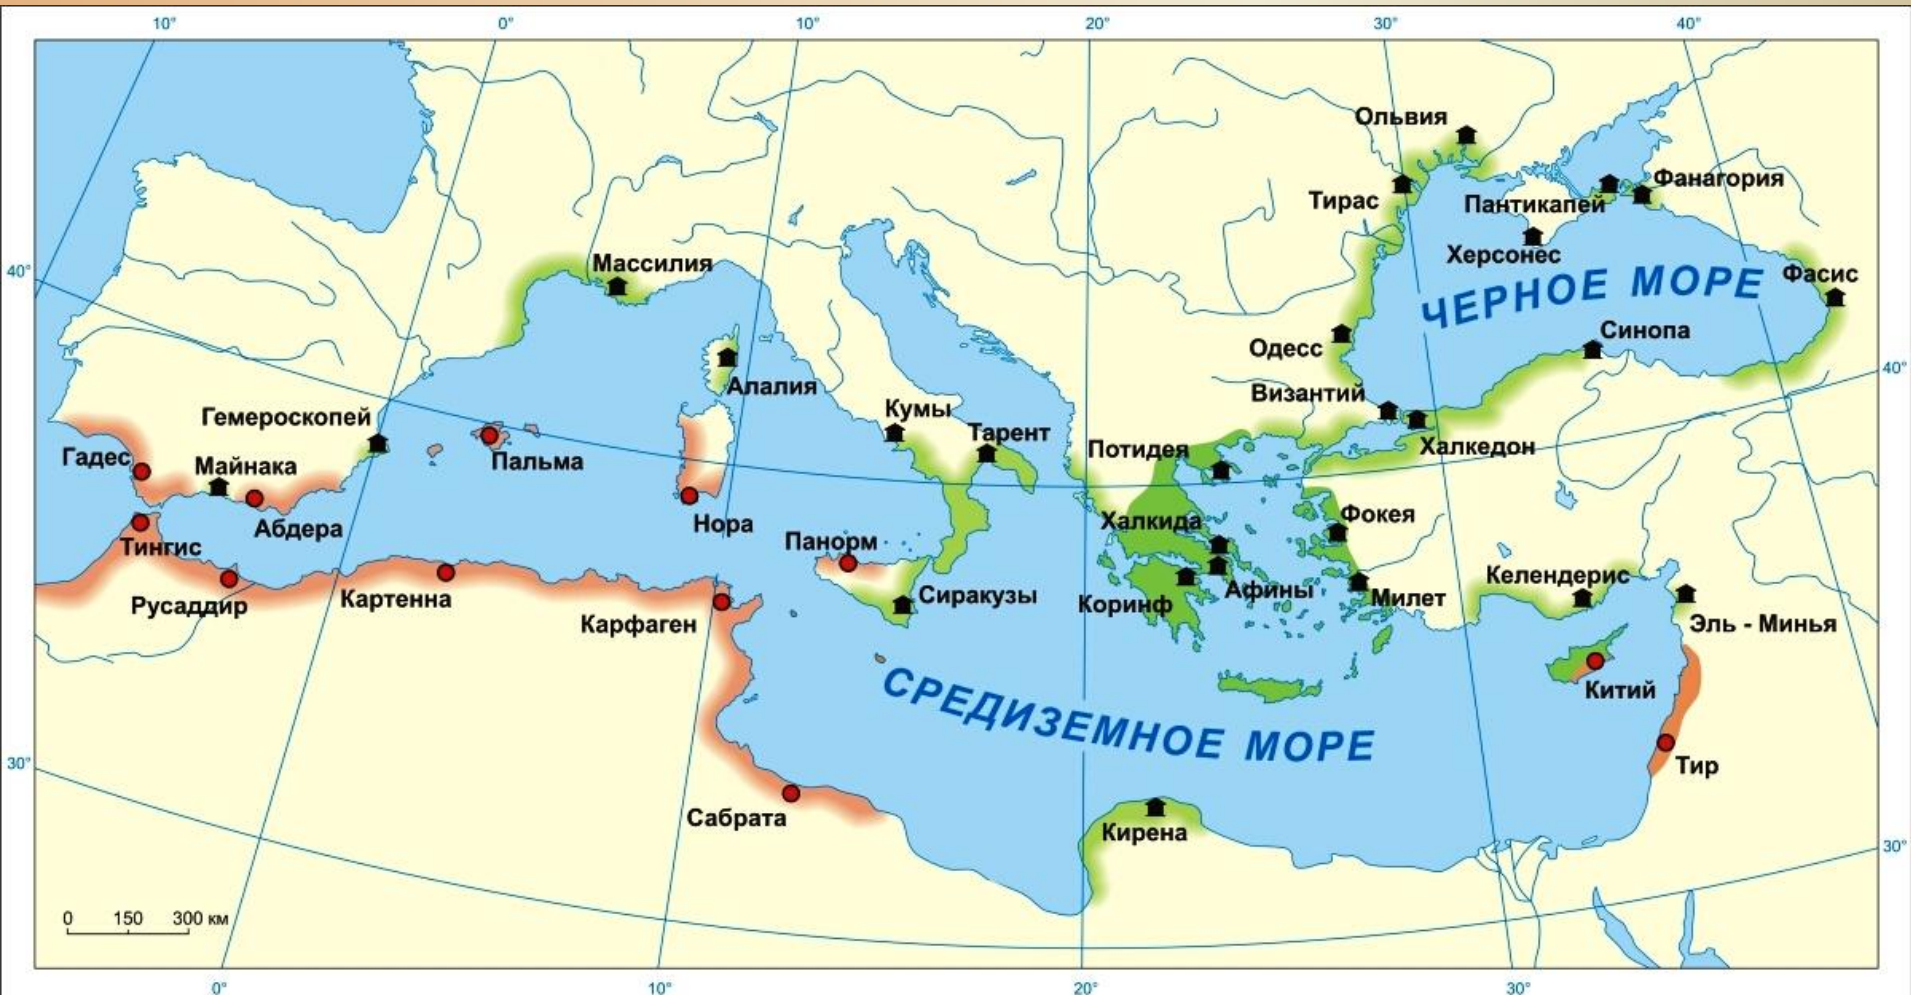 10° 0° 10° 20° 30° 40°
Ольвия
Фанагория
Тирас
Пантикапей
Херсонес
Массилия
40°
Фасис
ЧЕРНОЕ МОРЕ
Синопа
Одесс
40°
Алалия
Византий
Кумы
Гемероскопей
Тарент
Халкедон
Потидея
Гадес
Майнака
Пальма
Фокея
Халкида
Нора
Абдера
Панорм
Тингис
Келендерис
Афины
Сиракузы
Милет
Картенна
Коринф
Русаддир
Карфаген
Эль - Минья
СРЕДИЗЕМНОЕ МОРЕ
Китий
30°
Тир
Сабрата
Кирена
30°
0 150 300 км
0° 10° 20° 30°